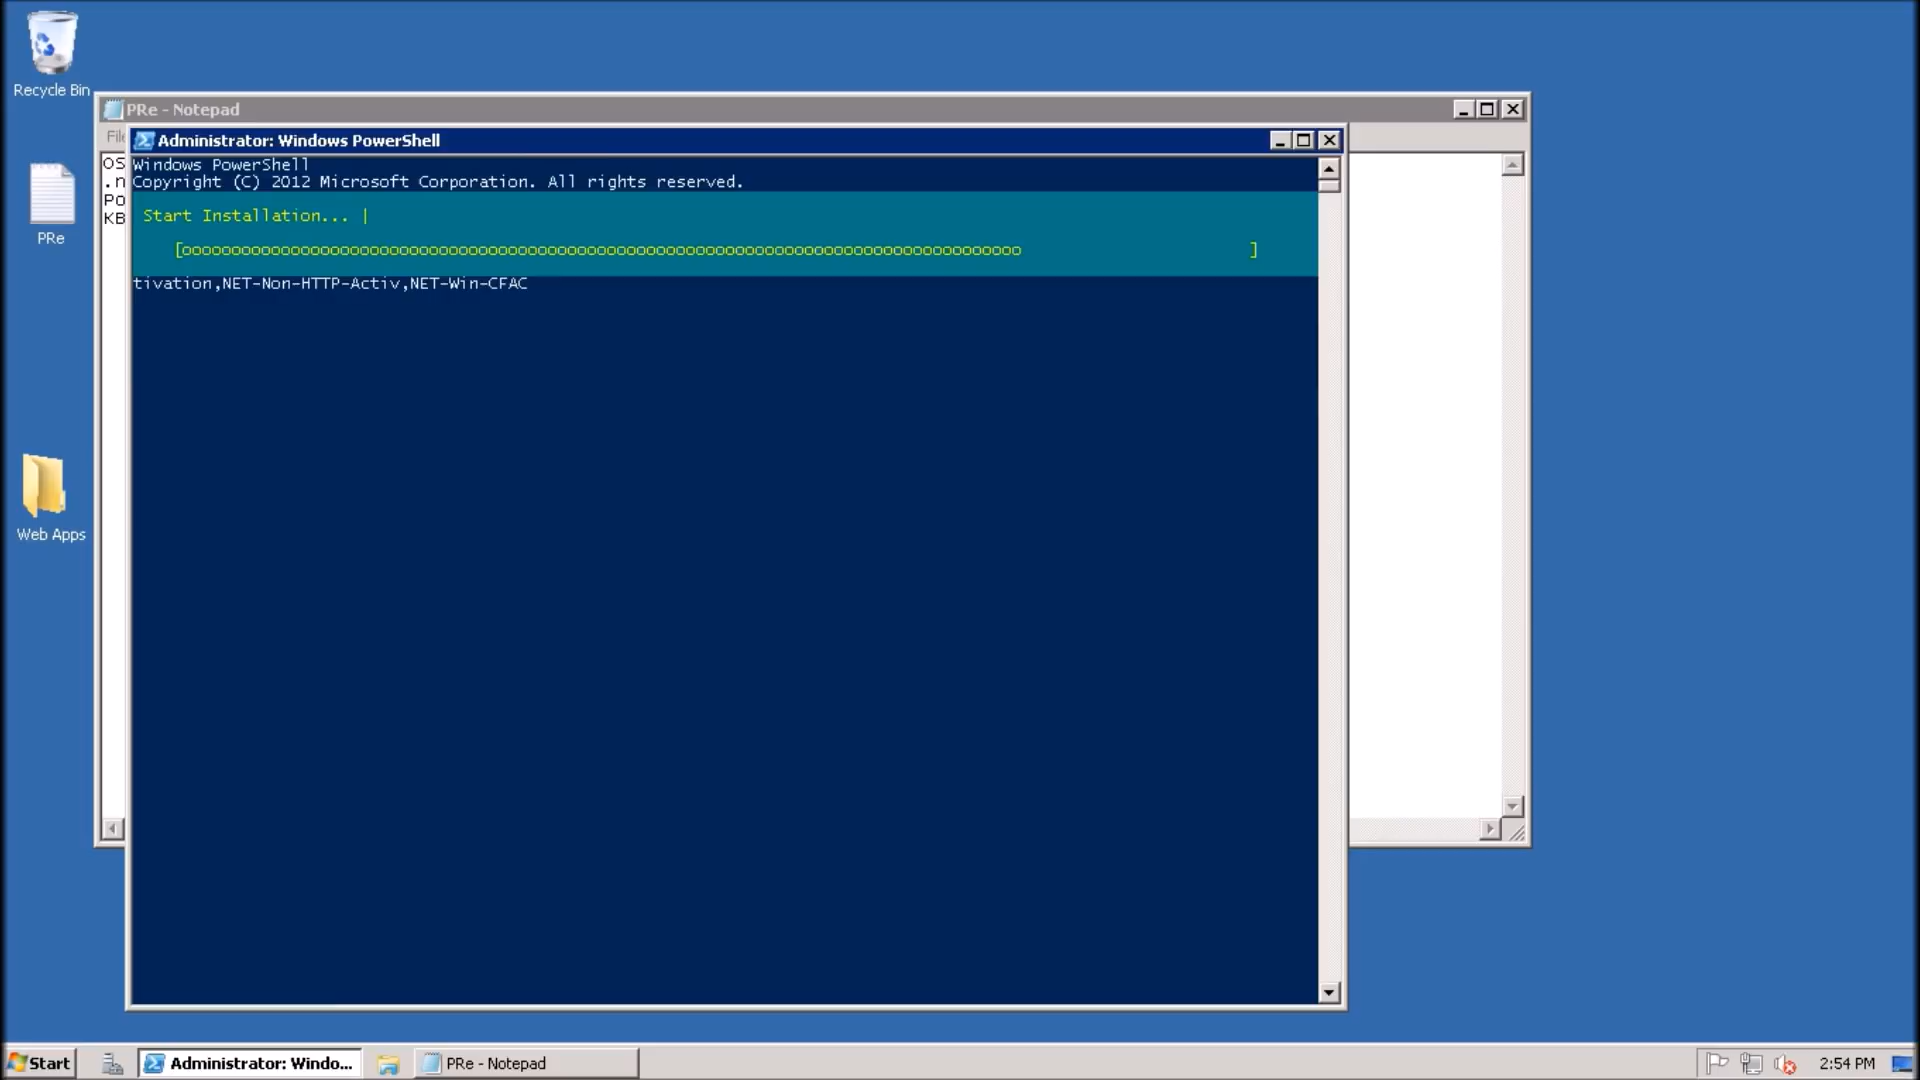 Recycle Bin
PRe - Notepad
Administrator: Windows PowerShell
Windows PowerShell
Copyright (C) 2012 Microsoft Corporation. All rights reserved.
Start Installation... |
[ooooooooooooooooooooooooooooooooooooooooooooooooooooooooooooooooooooooooooooooooooooo ]
tivation,NET-Non-HTTP-Activ,NET-Win-CFAC
OS
.n
PO
KB
PRe
Web Apps
Start
Administrator: Windo...
PRe - Notepad
2:54 PM